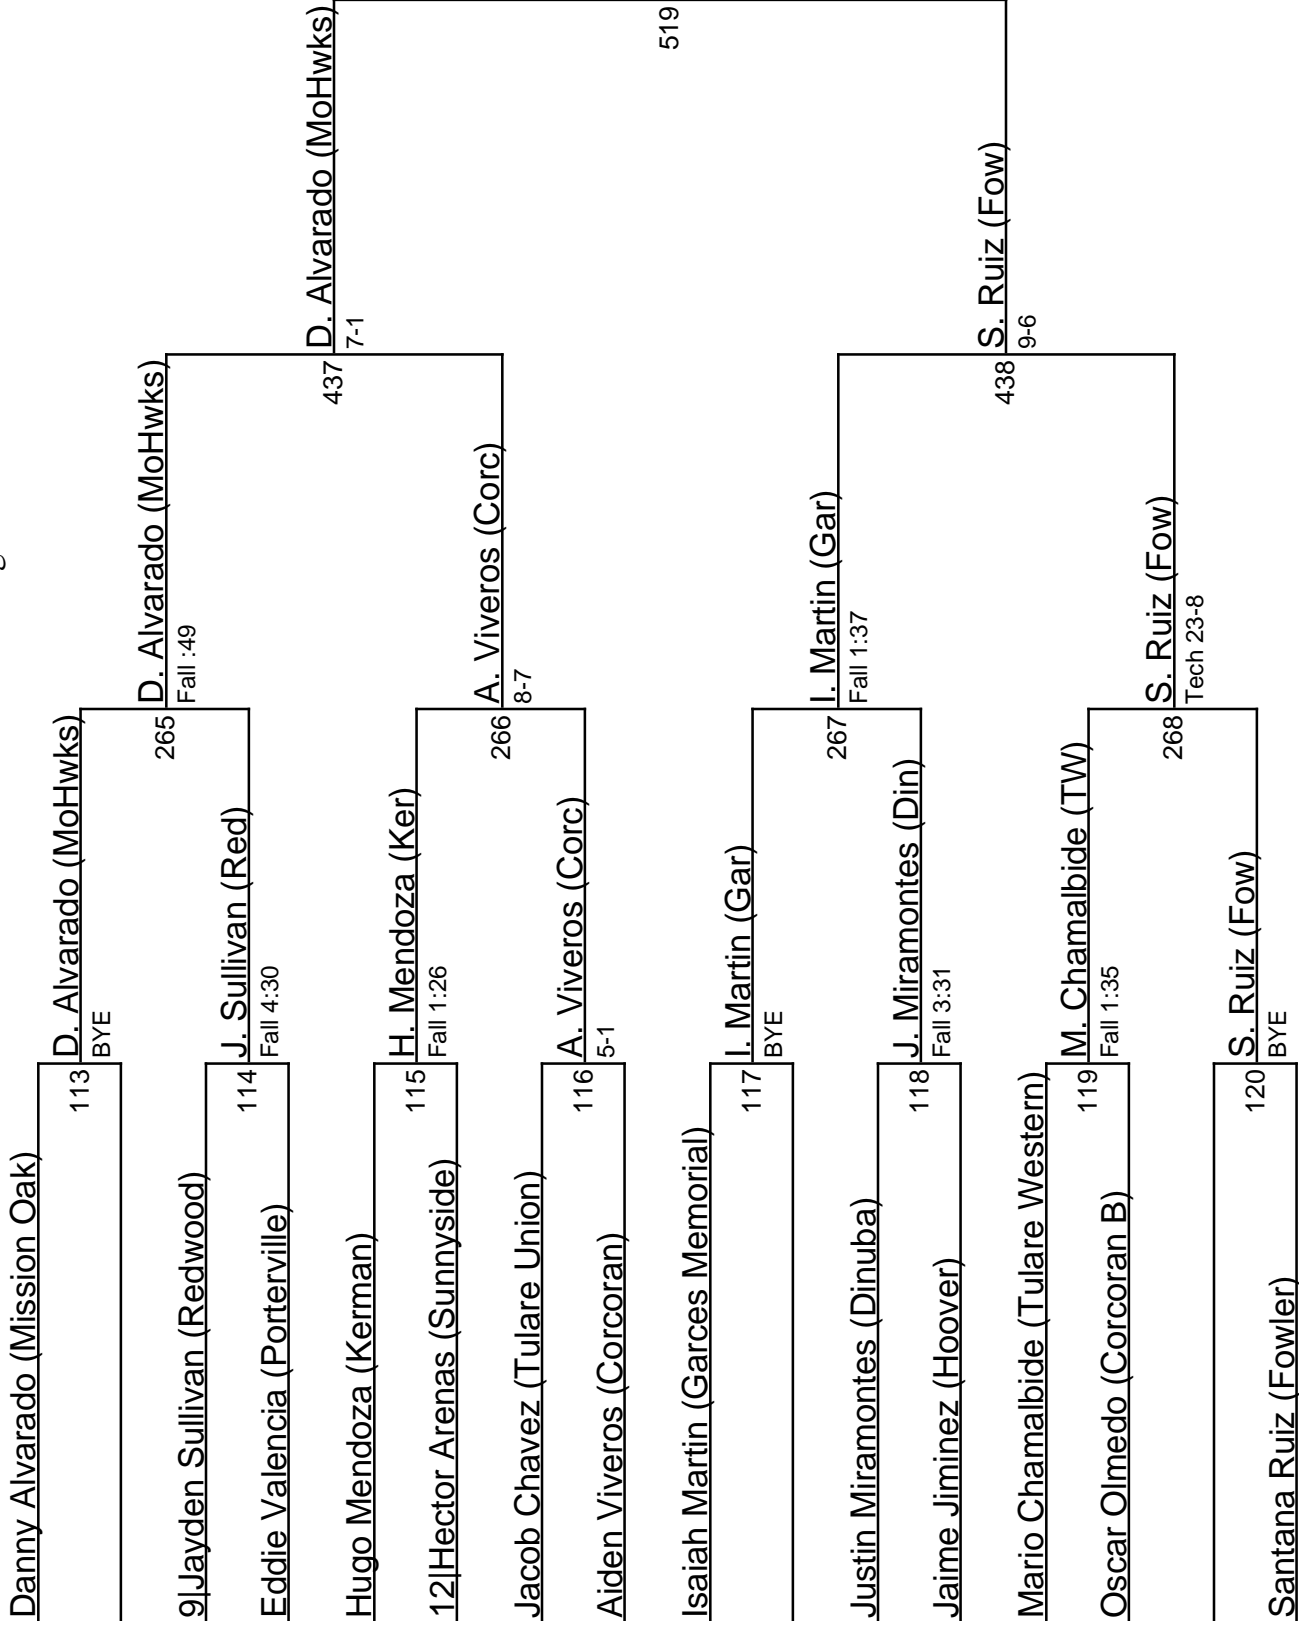 Danny Alvarado (Mission Oak)
113
9|Jayden Sullivan (Redwood)
114
Eddie Valencia (Porterville)
Hugo Mendoza (Kerman)
115
12|Hector Arenas (Sunnyside)
Jacob Chavez (Tulare Union)
116
Aiden Viveros (Corcoran)
Isaiah Martin (Garces Memorial)
117
Justin Miramontes (Dinuba)
118
Jaime Jiminez (Hoover)
Mario Chamalbide (Tulare Western)
119
Oscar Olmedo (Corcoran B)
120
Santana Ruiz (Fowler)
D. Alvarado (MoHwks)
BYE
265
J. Sullivan (Red)
Fall 4:30
H. Mendoza (Ker)
Fall 1:26
266
A. Viveros (Corc)
5-1
I. Martin (Gar)
BYE
267
J. Miramontes (Din)
Fall 3:31
M. Chamalbide (TW)
Fall 1:35
268
S. Ruiz (Fow)
BYE
D. Alvarado (MoHwks)
Fall :49
437
A. Viveros (Corc)
8-7
I. Martin (Gar)
Fall 1:37
438
S. Ruiz (Fow)
Tech 23-8
D. Alvarado (MoHwks)
7-1
519
S. Ruiz (Fow)
9-6